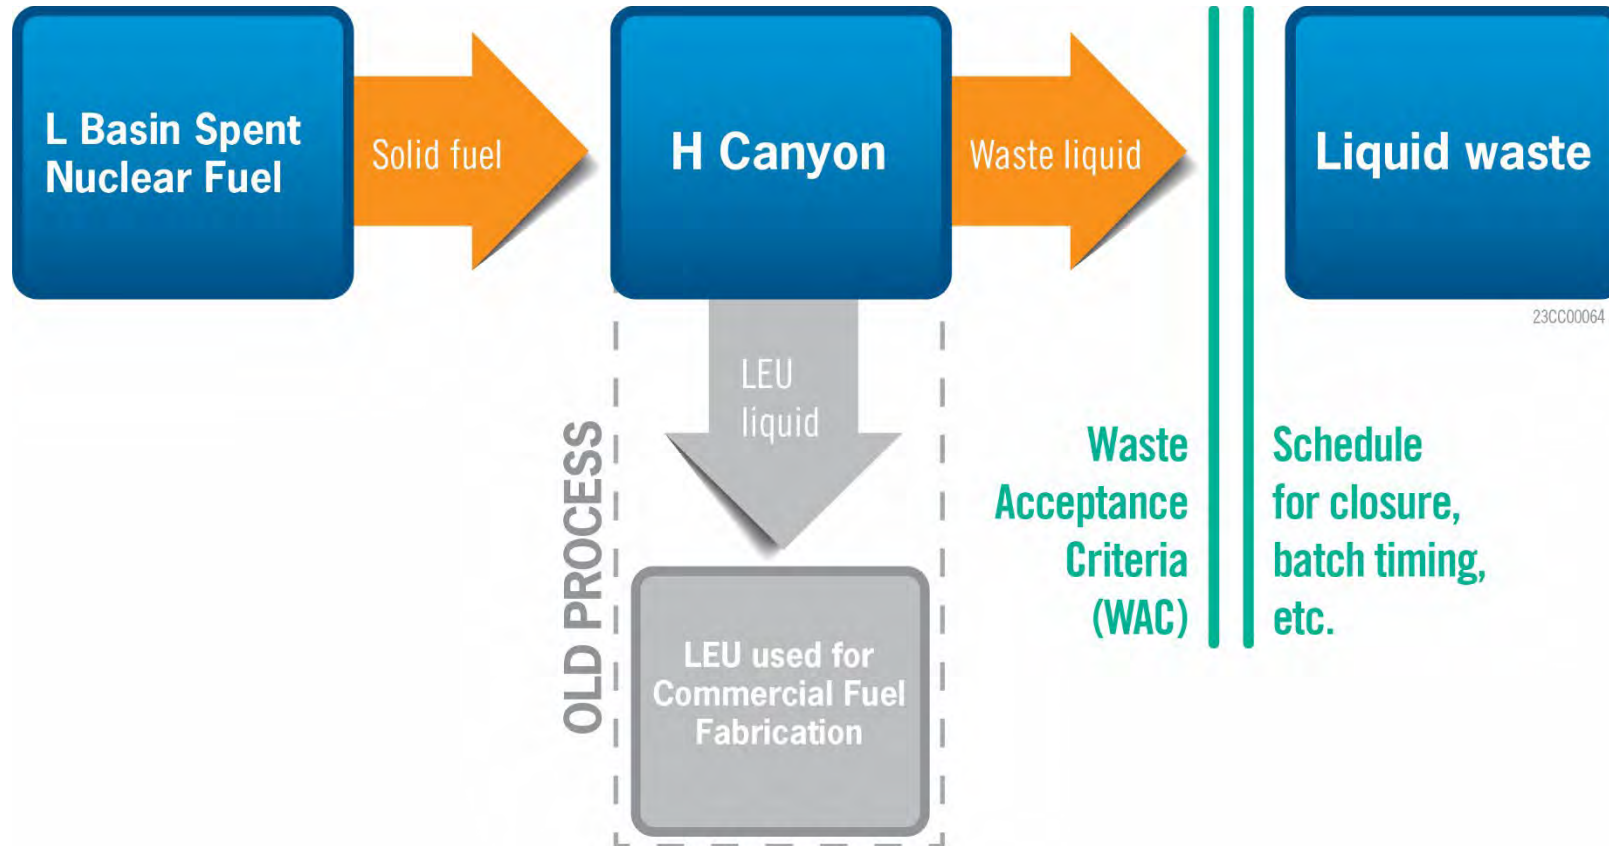 L Basin Spent
Nuclear Fuel
Solid fuel
H Canyon
Waste liquid
Liquid waste
23CC00064
LEU
liquid
OLD PROCESS
LEU used for
Commercial Fuel
Fabrication
Waste
Acceptance
Criteria
(WAC)
Schedule
for closure,
batch timing,
etc.